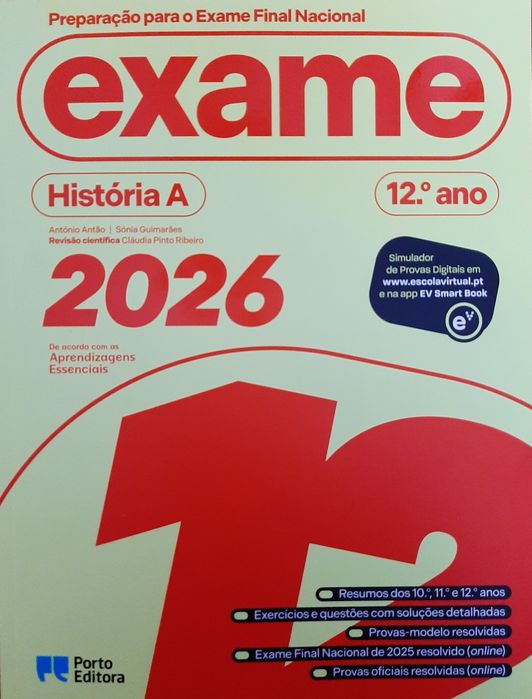 Preparação para o Exame Final Nacional
exame
História A
12.º ano
António Antão | Sónia Guimarães
Revisão científica Cláudia Pinto Ribeiro
2026
Simulador
de Provas Digitais em
www.escolavirtual.pt
e na app EV Smart Book
eV
De acordo com as
Aprendizagens
Essenciais
12
Resumos dos 10.º, 11.º e 12.º anos
Exercícios e questões com soluções detalhadas
Provas-modelo resolvidas
Exame Final Nacional de 2025 resolvido (online)
Provas oficiais resolvidas (online)
Porto
Editora